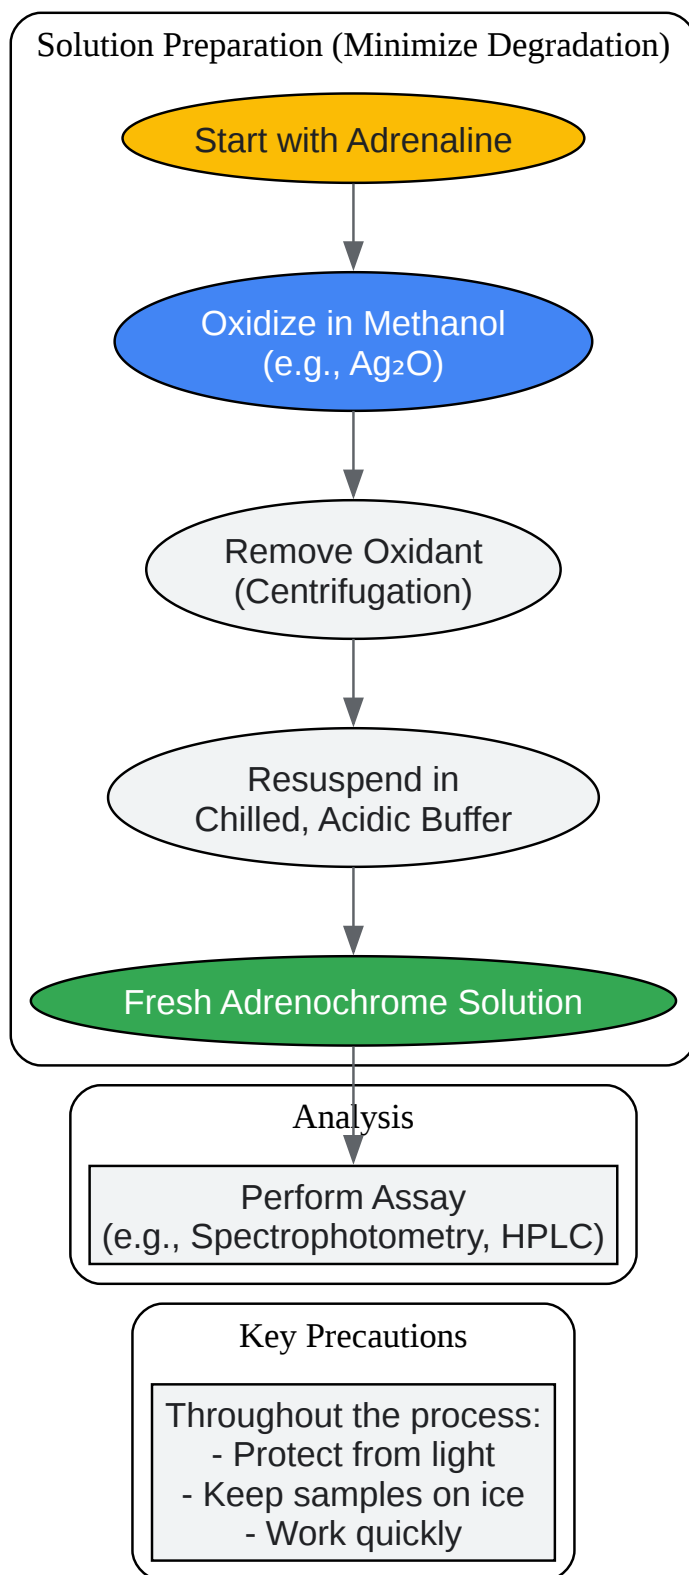 Solution Preparation (Minimize Degradation)
Start with Adrenaline
Oxidize in Methanol
(e.g., Ag₂O)
Remove Oxidant
(Centrifugation)
Resuspend in
Chilled, Acidic Buffer
Fresh Adrenochrome Solution
Analysis
Perform Assay
(e.g., Spectrophotometry, HPLC)
Key Precautions
Throughout the process:
- Protect from light
- Keep samples on ice
- Work quickly